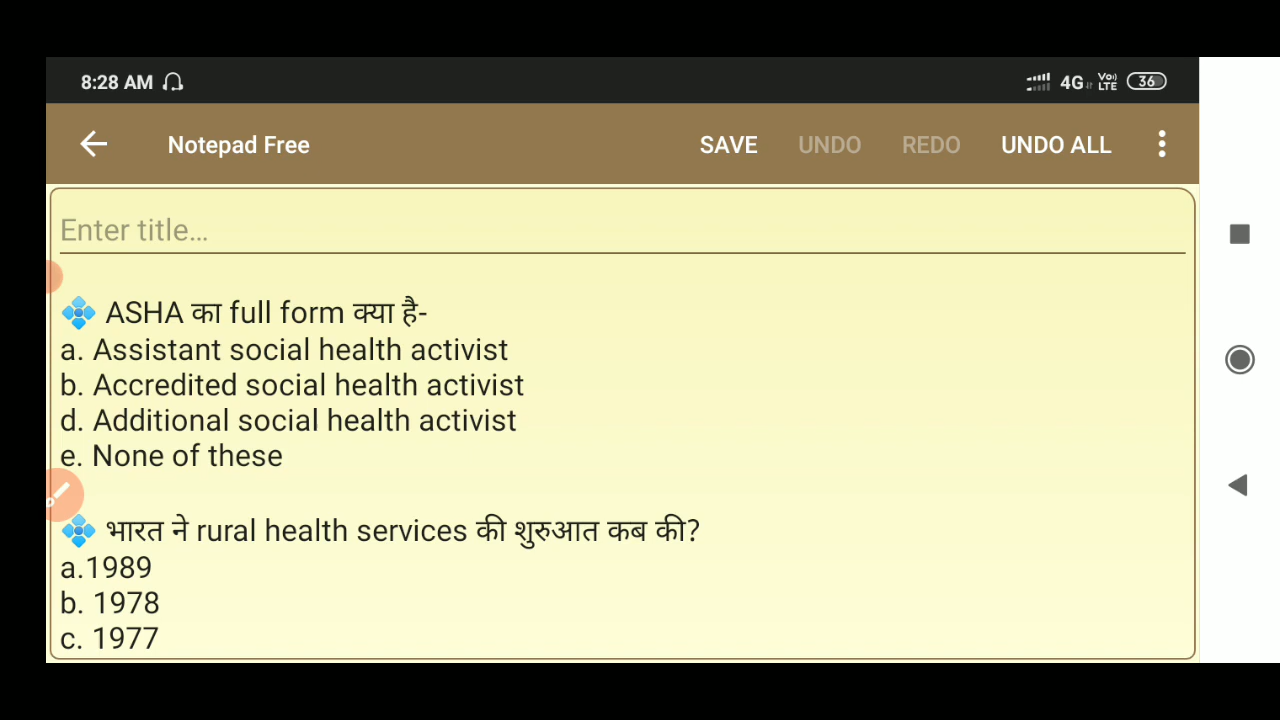 8:28 AM 4G VoLTE 36
Notepad Free SAVE UNDO REDO UNDO ALL
Enter title...
ASHA का full form क्या है-
a. Assistant social health activist
b. Accredited social health activist
d. Additional social health activist
e. None of these
भारत ने rural health services की शुरुआत कब की?
a.1989
b. 1978
c. 1977